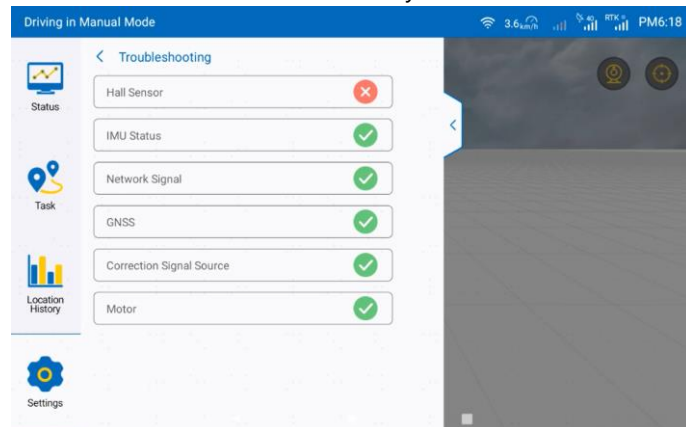 Driving in Manual Mode
3.6km/h
40
RTK
PM6:18
Troubleshooting
Status
Hall Sensor
IMU Status
Network Signal
Task
GNSS
Correction Signal Source
Location
History
Motor
Settings